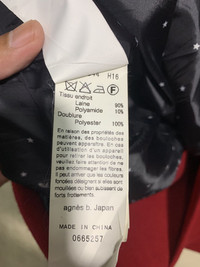 H16
Tissu endroit
Laine 90%
Polyamide 10%
Doublure
Polyester 100%
En raison des propriétés des
matières, des bouloches
peuvent apparaître. En cas
d'utilisation d'un appareil
pour retirer les bouloches,
veuillez faire attention de ne
pas endommager les fibres.
Il peut arriver que les couleurs
foncées déteignent si elles sont
mouillées ou bien subissent de
forts frottements.
agnès b. Japan
MADE IN CHINA
0665257